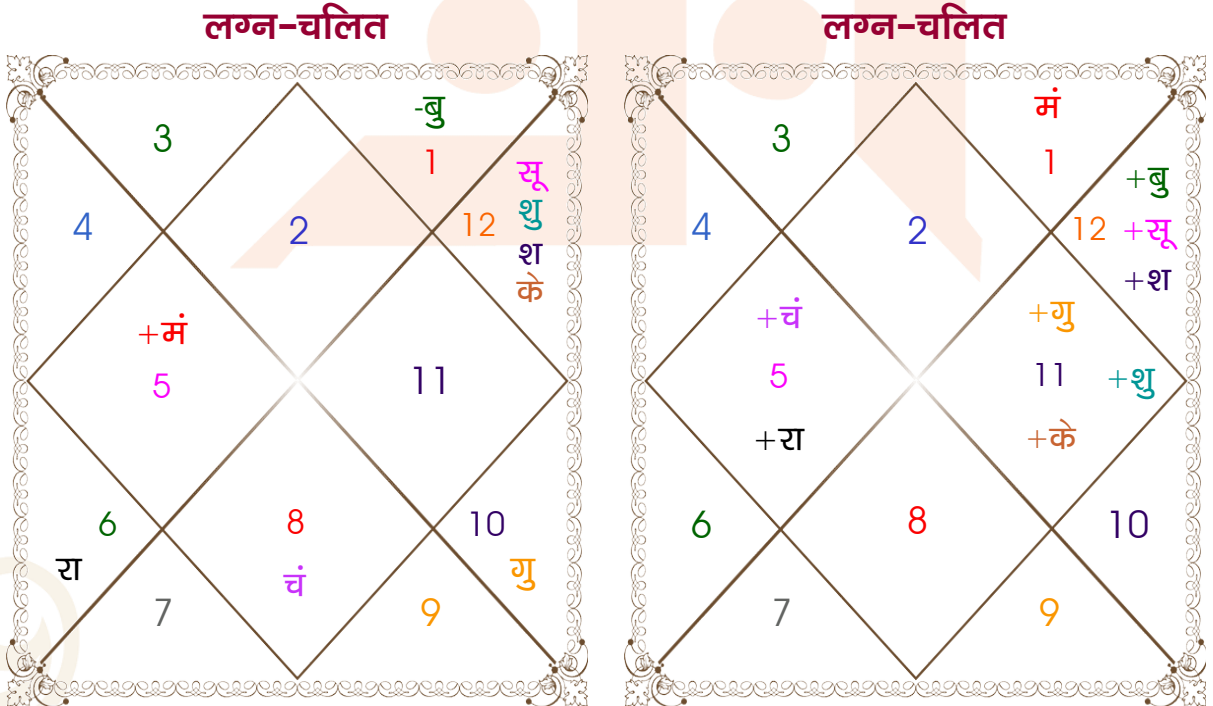 लग्न-चलित
-बु
3
1
सू
शु
4
2
12
श
के
+मं
5
11
6
8
10
रा
चं
गु
7
9
लग्न-चलित
मं
3
1
+बु
4
2
12
+सू
+श
+चं
+गु
5
11
+शु
+रा
+के
6
8
10
7
9